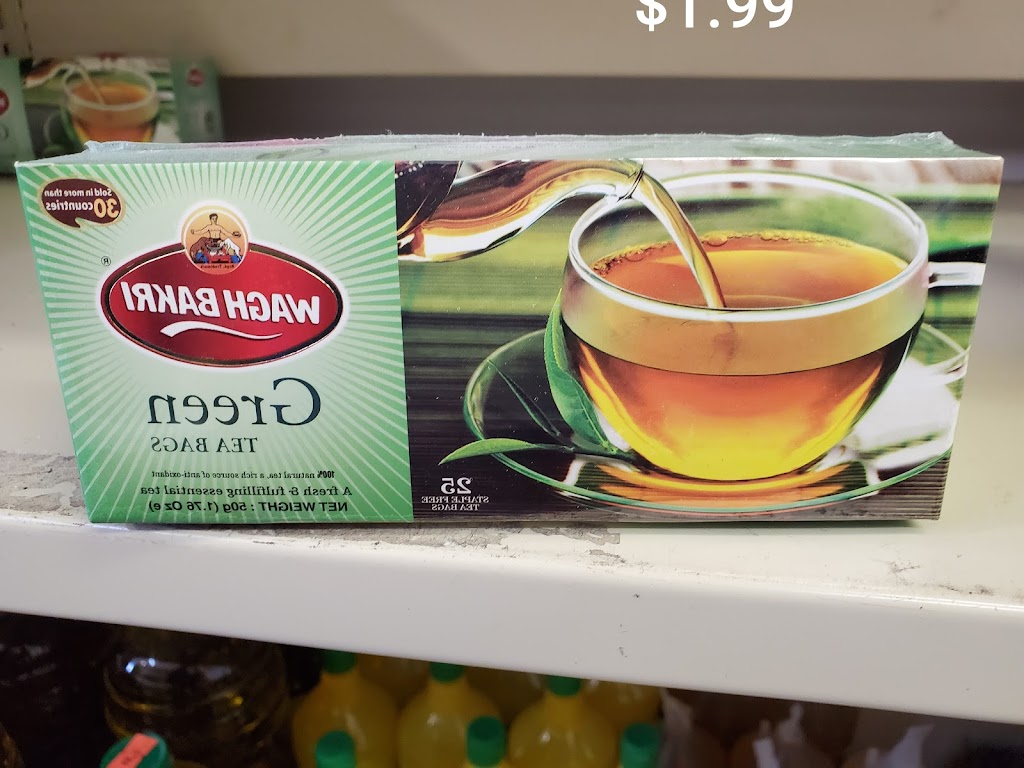 $1.99
Sold in more than
30 countries
®
WAGH BAKRI
Green
TEA BAGS
100% natural tea a rich source of anti-oxidant
A fresh & fulfilling essential tea
NET WEIGHT : 50g (1.76 Oz e)
25
STAPLE FREE
TEA BAGS